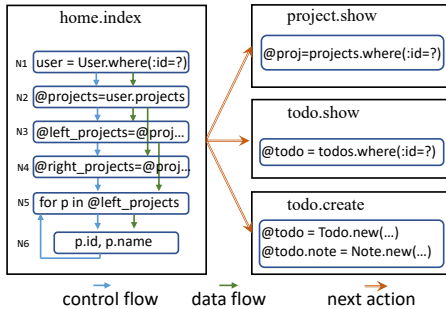 home.index
N1 user = User.where(:id=?)
N2 @projects=user.projects
N3 @left_projects=@proj...
N4 @right_projects=@proj...
N5 for p in @left_projects
N6 p.id, p.name
project.show
@proj=projects.where(:id=?)
todo.show
@todo = todos.where(:id=?)
todo.create
@todo = Todo.new(...)
@todo.note = Note.new(...)
control flow
data flow
next action